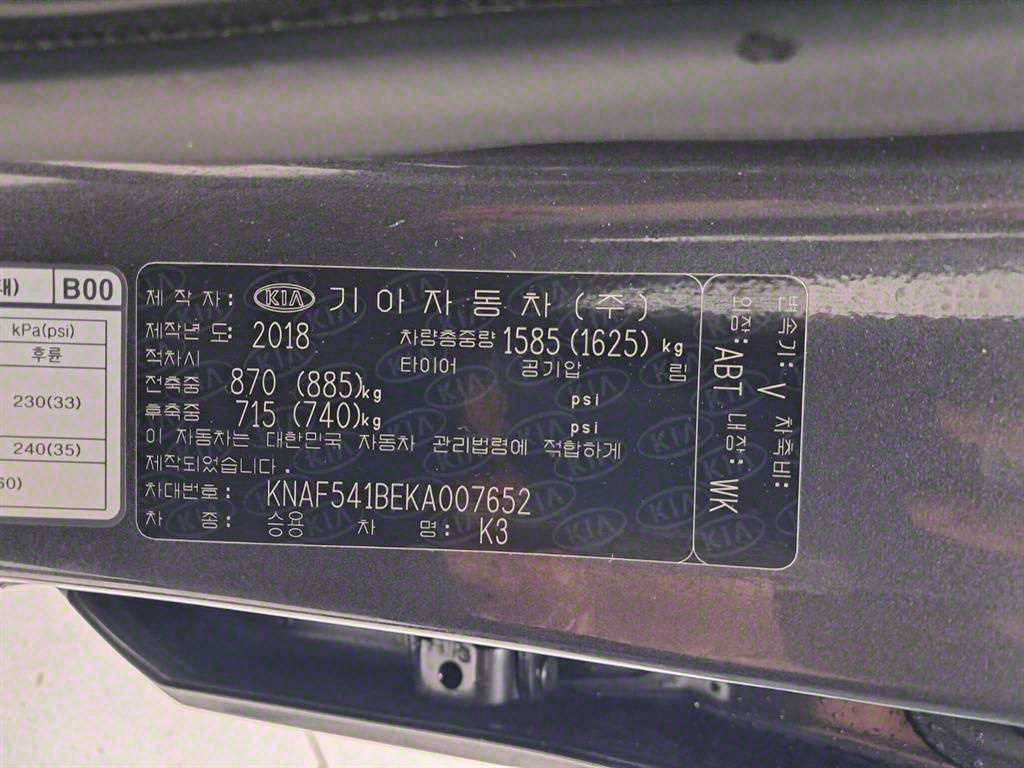 B00
kPa(psi)
후륜
230(33)
240(35)
제 작 자: KIA 기아자동차(주)
제작년 도: 2018 차량총중량 1585 (1625) kg
적차시 타이어 공기압 림
전축중 870 (885)kg psi
후축중 715 (740)kg psi
이 자동차는 대한민국 자동차 관리법령에 적합하게
제작되었습니다.
차대번호: KNAF541BEKA007652
차 종: 승용 차 명: K3
변속기: V 차축비:
외장: ABT 내장: WK